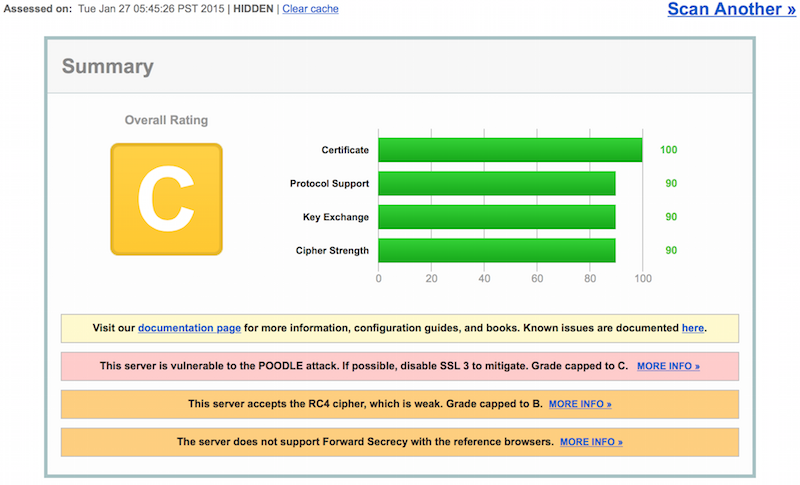 Assessed on: Tue Jan 27 05:45:26 PST 2015 | HIDDEN | Clear cache
Scan Another »
Summary
Overall Rating
C
Certificate 100
Protocol Support 90
Key Exchange 90
Cipher Strength 90
0 20 40 60 80 100
Visit our documentation page for more information, configuration guides, and books. Known issues are documented here.
This server is vulnerable to the POODLE attack. If possible, disable SSL 3 to mitigate. Grade capped to C. MORE INFO »
This server accepts the RC4 cipher, which is weak. Grade capped to B. MORE INFO »
The server does not support Forward Secrecy with the reference browsers. MORE INFO »